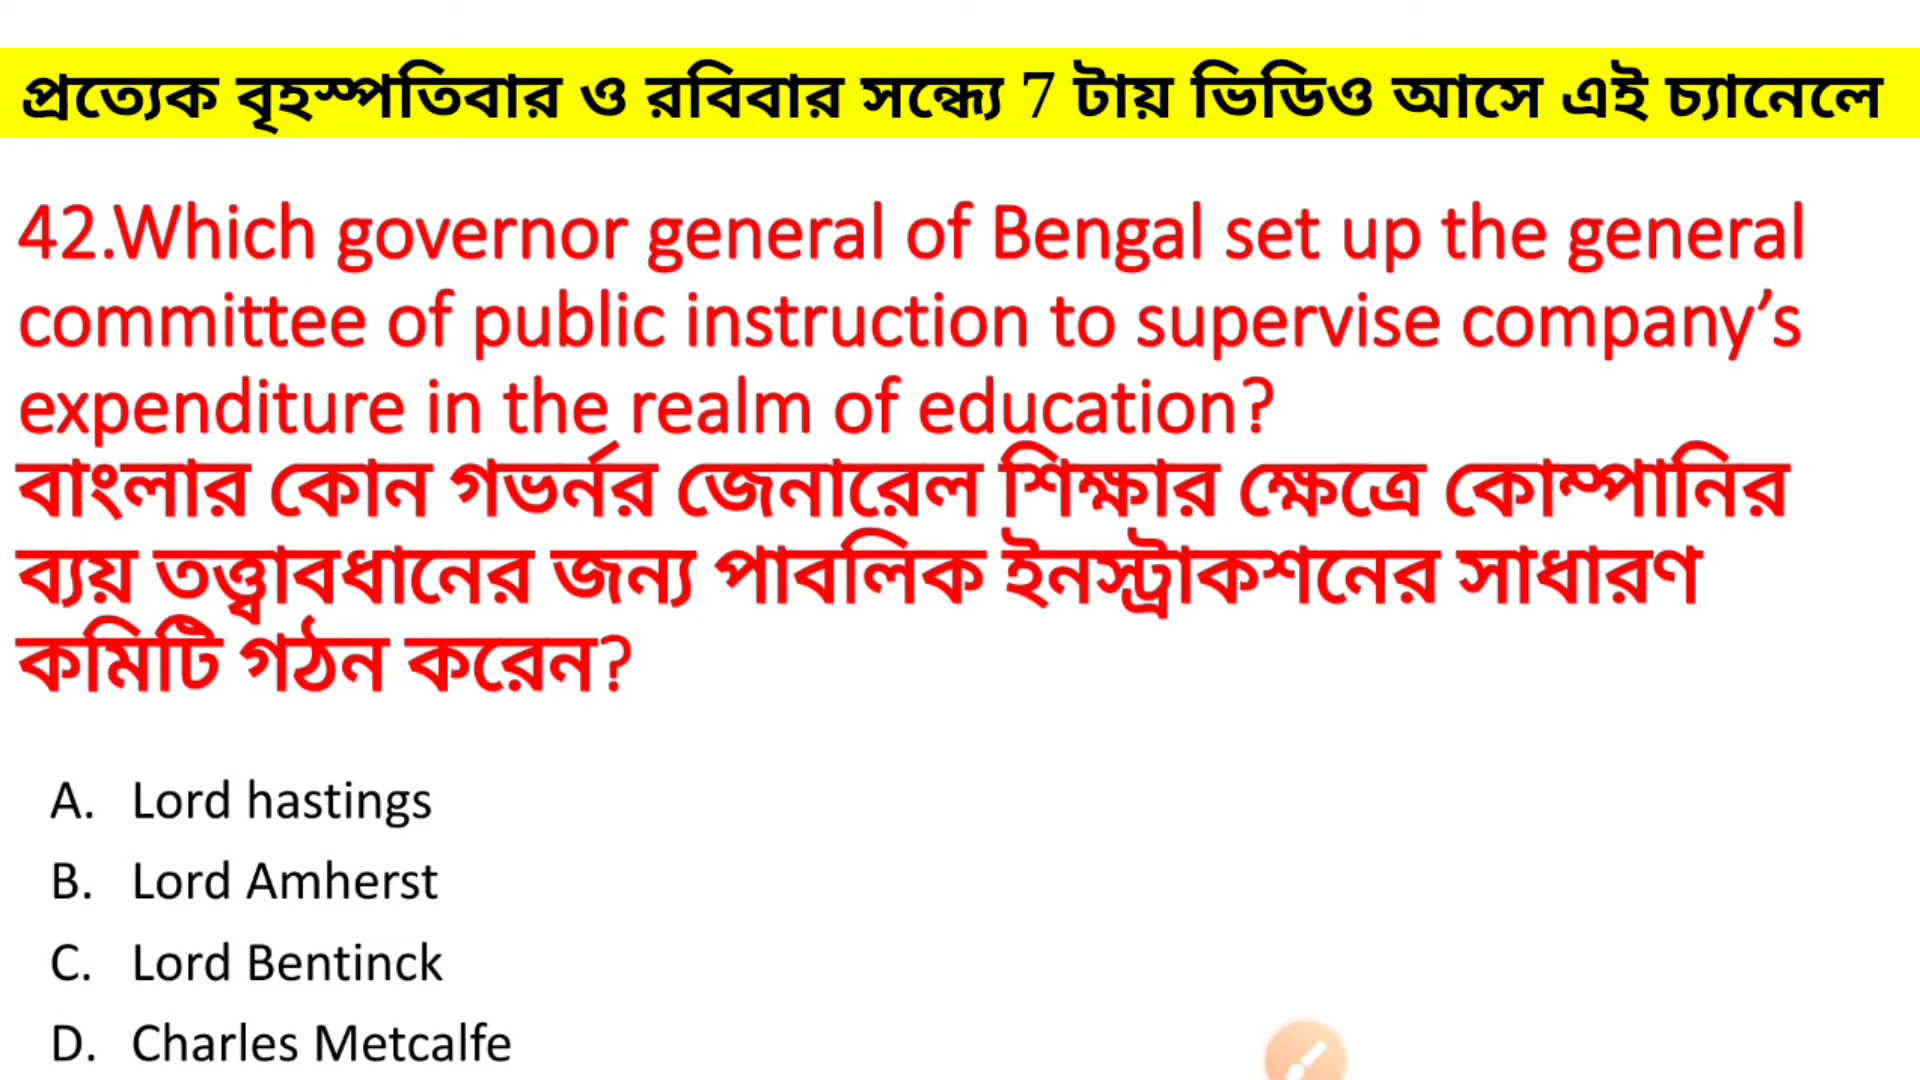 প্রত্যেক বৃহস্পতিবার ও রবিবার সন্ধ্যে 7 টায় ভিডিও আসে এই চ্যানেলে
42.Which governor general of Bengal set up the general
committee of public instruction to supervise company’s
expenditure in the realm of education?
বাংলার কোন গভর্নর জেনারেল শিক্ষার ক্ষেত্রে কোম্পানির
ব্যয় তত্ত্বাবধানের জন্য পাবলিক ইনস্ট্রাকশনের সাধারণ
কমিটি গঠন করেন?
A. Lord hastings
B. Lord Amherst
C. Lord Bentinck
D. Charles Metcalfe